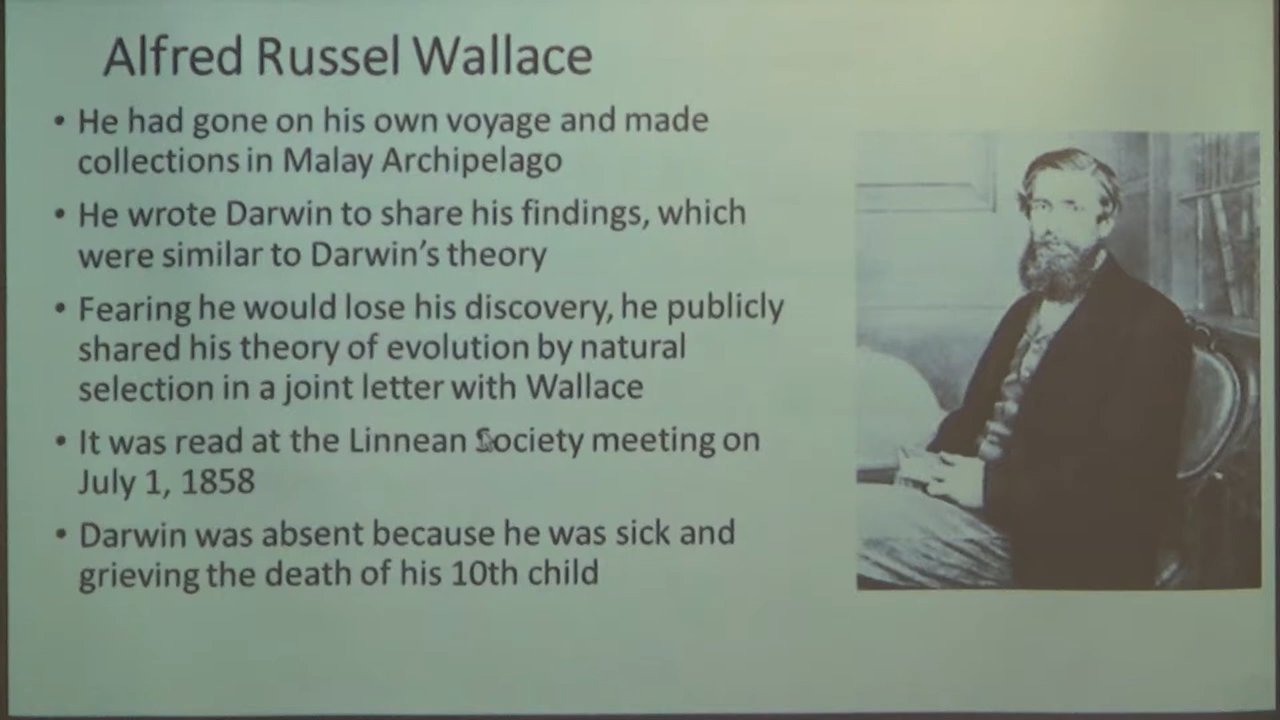 Alfred Russel Wallace
• He had gone on his own voyage and made
collections in Malay Archipelago
• He wrote Darwin to share his findings, which
were similar to Darwin's theory
• Fearing he would lose his discovery, he publicly
shared his theory of evolution by natural
selection in a joint letter with Wallace
• It was read at the Linnean Society meeting on
July 1, 1858
• Darwin was absent because he was sick and
grieving the death of his 10th child